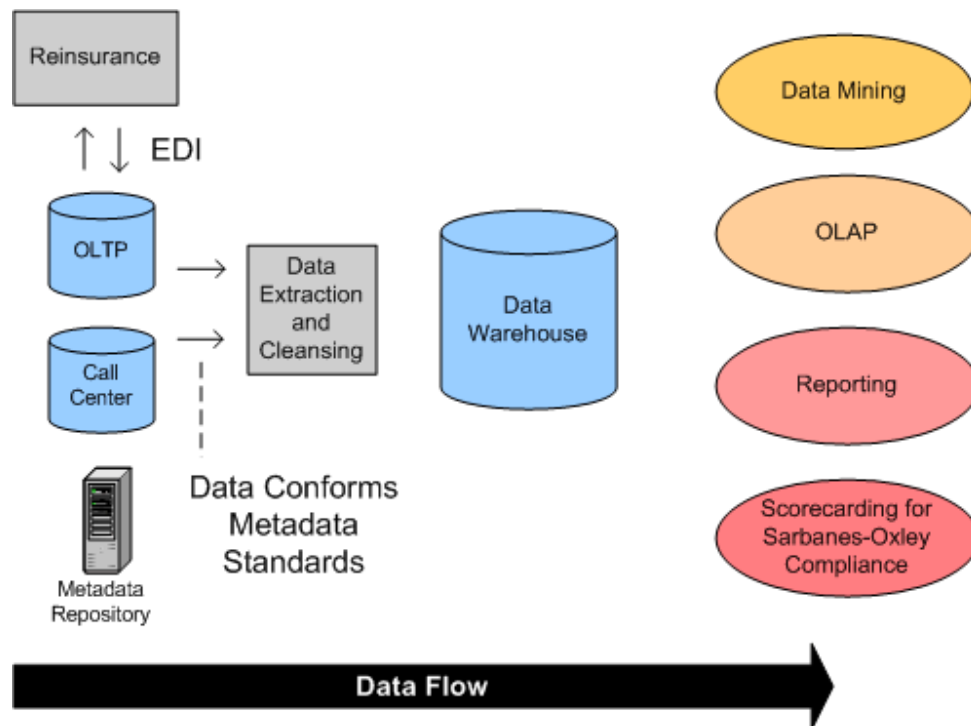 Reinsurance
EDI
OLTP
Call
Center
Metadata
Repository
Data
Extraction
and
Cleansing
Data Conforms
Metadata
Standards
Data
Warehouse
Data Mining
OLAP
Reporting
Scorecarding for
Sarbanes-Oxley
Compliance
Data Flow